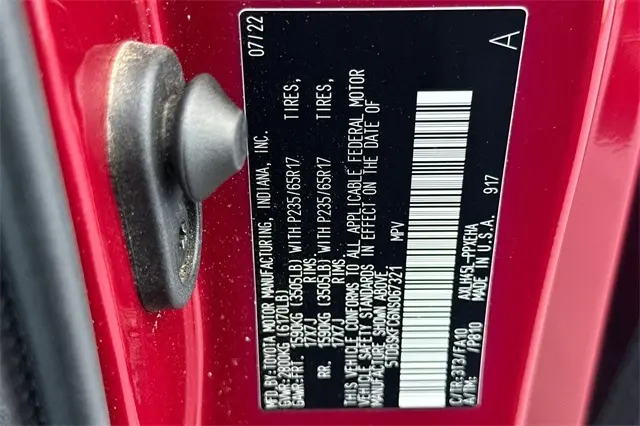 MFD.BY:TOYOTA MOTOR MANUFACTURING, INDIANA, INC. 07/22
GVWR:2800KG (6170LB)
GAWR:FRT. 1590KG (3505LB) WITH P235/65R17 TIRES,
17X7J RIMS,
RR. 1590KG (3505LB) WITH P235/65R17 TIRES,
17X7J RIMS,
THIS VEHICLE CONFORMS TO ALL APPLICABLE FEDERAL MOTOR
VEHICLE SAFETY STANDARDS IN EFFECT ON THE DATE OF
MANUFACTURE SHOWN ABOVE.
MPV
C/TR:3T3/FA10 AXLH45L-PPXEHA
A/TM: /P810 MADE IN U.S.A. 917
A